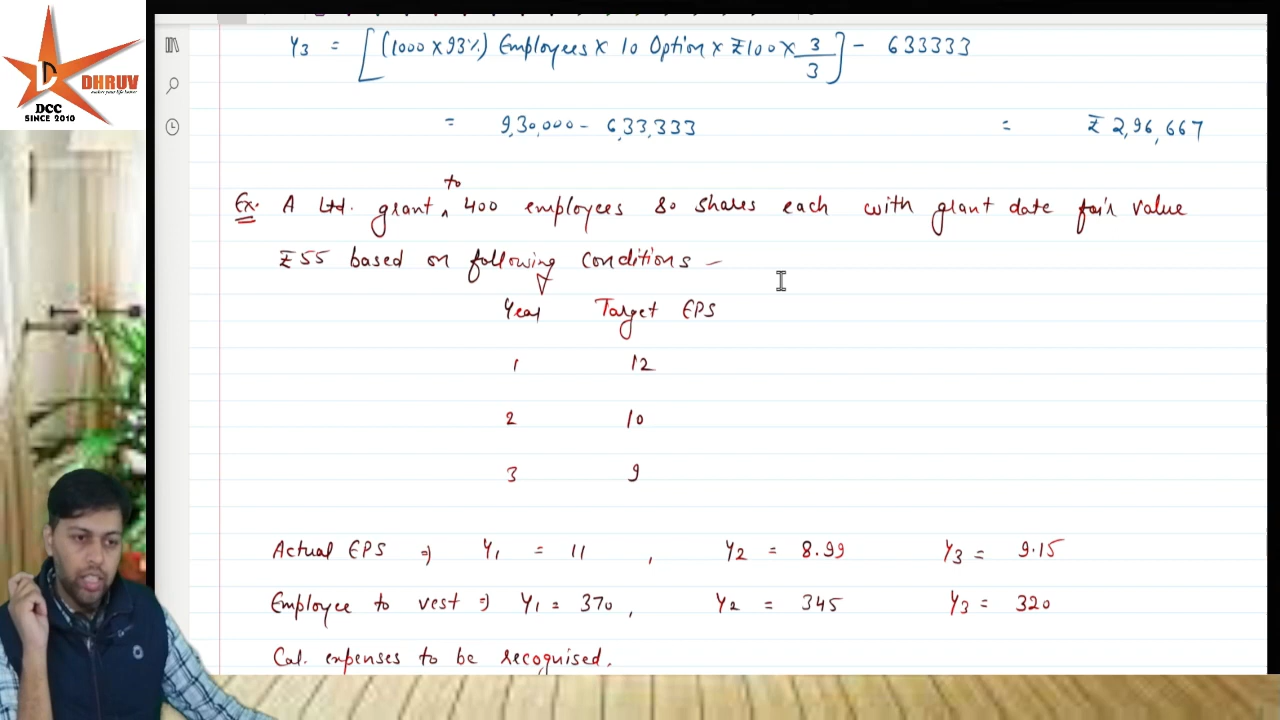 DHRUV
DCC
SINCE 2010
Y3 = [(1000 x 93%) Employees x 10 Option x ₹100 x 3/3] - 633333
= 9,30,000 - 6,33,333 = ₹ 2,96,667
Ex. A Ltd. grant to 400 employees 80 shares each with grant date fair value
₹55 based on following conditions -
Year Target EPS
1 12
2 10
3 9
Actual EPS => Y1 = 11, Y2 = 8.99 Y3 = 9.15
Employee to vest => Y1 = 370, Y2 = 345 Y3 = 320
Cal. expenses to be recognised.